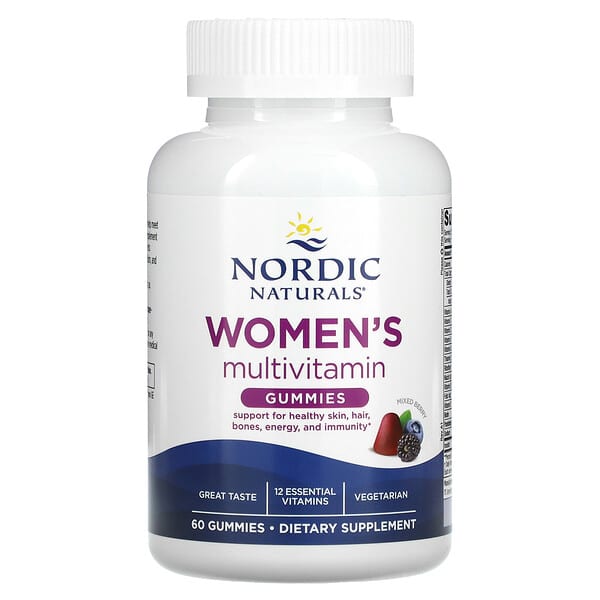 NORDIC
NATURALS®
WOMEN'S
multivitamin
GUMMIES
support for healthy skin, hair,
bones, energy, and immunity*
MIXED BERRY
GREAT TASTE
12 ESSENTIAL
VITAMINS
VEGETARIAN
60 GUMMIES • DIETARY SUPPLEMENT